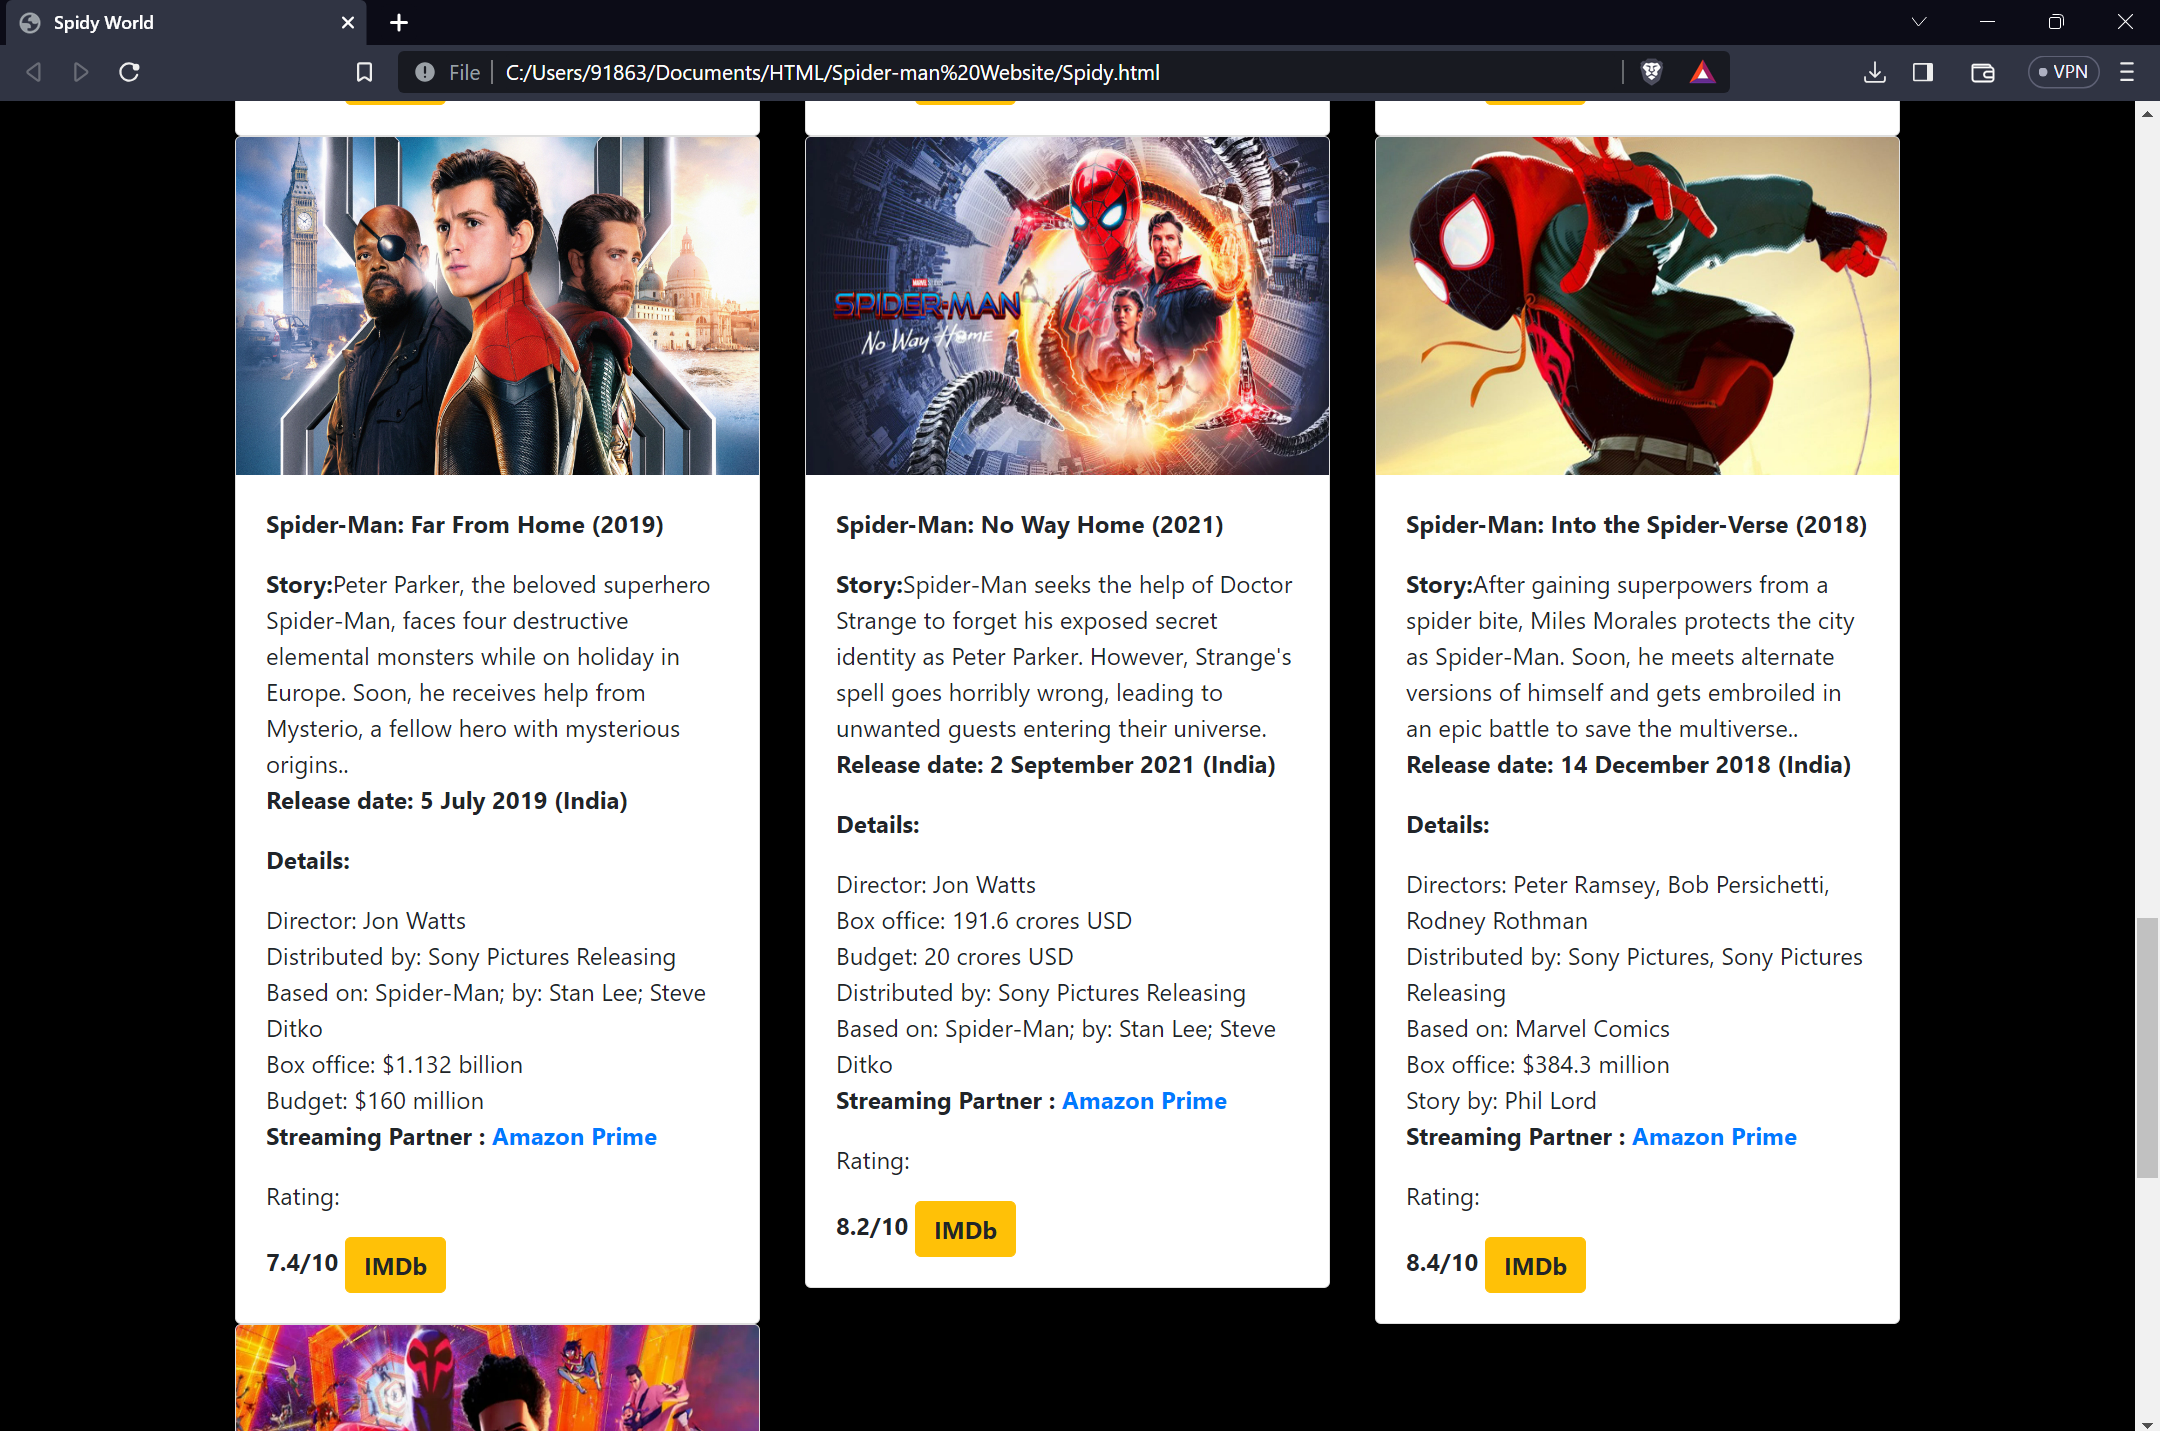 Spidy World
File
C:/Users/91863/Documents/HTML/Spider-man%20Website/Spidy.html
VPN
SPIDER-MAN
No Way Home
Spider-Man: Far From Home (2019)
Story:Peter Parker, the beloved superhero
Spider-Man, faces four destructive
elemental monsters while on holiday in
Europe. Soon, he receives help from
Mysterio, a fellow hero with mysterious
origins..
Release date: 5 July 2019 (India)
Details:
Director: Jon Watts
Distributed by: Sony Pictures Releasing
Based on: Spider-Man; by: Stan Lee; Steve
Ditko
Box office: $1.132 billion
Budget: $160 million
Streaming Partner : Amazon Prime
Rating:
7.4/10 IMDb
Spider-Man: No Way Home (2021)
Story:Spider-Man seeks the help of Doctor
Strange to forget his exposed secret
identity as Peter Parker. However, Strange's
spell goes horribly wrong, leading to
unwanted guests entering their universe.
Release date: 2 September 2021 (India)
Details:
Director: Jon Watts
Box office: 191.6 crores USD
Budget: 20 crores USD
Distributed by: Sony Pictures Releasing
Based on: Spider-Man; by: Stan Lee; Steve
Ditko
Streaming Partner : Amazon Prime
Rating:
8.2/10 IMDb
Spider-Man: Into the Spider-Verse (2018)
Story:After gaining superpowers from a
spider bite, Miles Morales protects the city
as Spider-Man. Soon, he meets alternate
versions of himself and gets embroiled in
an epic battle to save the multiverse..
Release date: 14 December 2018 (India)
Details:
Directors: Peter Ramsey, Bob Persichetti,
Rodney Rothman
Distributed by: Sony Pictures, Sony Pictures
Releasing
Based on: Marvel Comics
Box office: $384.3 million
Story by: Phil Lord
Streaming Partner : Amazon Prime
Rating:
8.4/10 IMDb